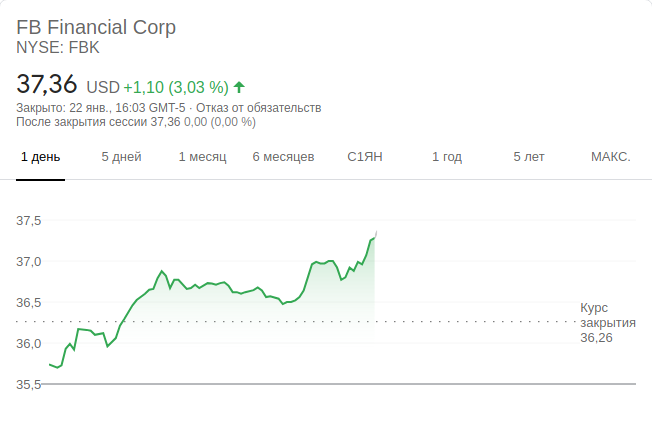 FB Financial Corp
NYSE: FBK
37,36 USD +1,10 (3,03 %)
Закрыто: 22 янв., 16:03 GMT-5 · Отказ от обязательств
После закрытия сессии 37,36 0,00 (0,00 %)
1 день 5 дней 1 месяц 6 месяцев С1ЯН 1 год 5 лет МАКС.
37,5
37,0
36,5
Курс
закрытия
36,26
36,0
35,5